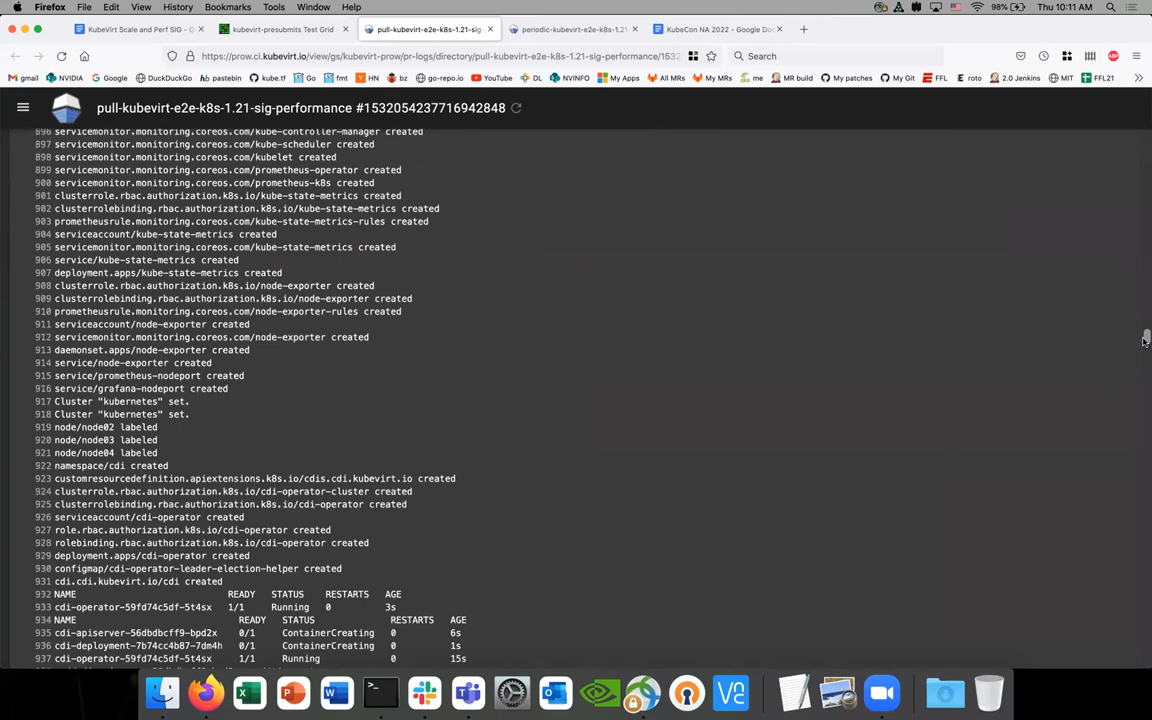 Firefox File Edit View History Bookmarks Tools Window Help 98% Thu 10:11 AM
KubeVirt Scale and Perf SIG - G kubevirt-presubmits Test Grid pull-kubevirt-e2e-k8s-1.21-sig- periodic-kubevirt-e2e-k8s-1.21 KubeCon NA 2022 - Google Do
https://prow.ci.kubevirt.io/view/gs/kubevirt-prow/pr-logs/directory/pull-kubevirt-e2e-k8s-1.21-sig-performance/1532 Search
gmail NVIDIA Google DuckDuckGo pastebin kube.tf Go fmt k8s bz go-repo.io YouTube DL NVINFO My Apps All MRs My MRs me MR build My patches My Git FFL roto 2.0 Jenkins MIT FFL21
pull-kubevirt-e2e-k8s-1.21-sig-performance #1532054237716942848
896 servicemonitor.monitoring.coreos.com/kube-controller-manager created
897 servicemonitor.monitoring.coreos.com/kube-scheduler created
898 servicemonitor.monitoring.coreos.com/kubelet created
899 servicemonitor.monitoring.coreos.com/prometheus-operator created
900 servicemonitor.monitoring.coreos.com/prometheus-k8s created
901 clusterrole.rbac.authorization.k8s.io/kube-state-metrics created
902 clusterrolebinding.rbac.authorization.k8s.io/kube-state-metrics created
903 prometheusrule.monitoring.coreos.com/kube-state-metrics-rules created
904 serviceaccount/kube-state-metrics created
905 servicemonitor.monitoring.coreos.com/kube-state-metrics created
906 service/kube-state-metrics created
907 deployment.apps/kube-state-metrics created
908 clusterrole.rbac.authorization.k8s.io/node-exporter created
909 clusterrolebinding.rbac.authorization.k8s.io/node-exporter created
910 prometheusrule.monitoring.coreos.com/node-exporter-rules created
911 serviceaccount/node-exporter created
912 servicemonitor.monitoring.coreos.com/node-exporter created
913 daemonset.apps/node-exporter created
914 service/node-exporter created
915 service/prometheus-nodeport created
916 service/grafana-nodeport created
917 Cluster "kubernetes" set.
918 Cluster "kubernetes" set.
919 node/node02 labeled
920 node/node03 labeled
921 node/node04 labeled
922 namespace/cdi created
923 customresourcedefinition.apiextensions.k8s.io/cdis.cdi.kubevirt.io created
924 clusterrole.rbac.authorization.k8s.io/cdi-operator-cluster created
925 clusterrolebinding.rbac.authorization.k8s.io/cdi-operator created
926 serviceaccount/cdi-operator created
927 role.rbac.authorization.k8s.io/cdi-operator created
928 rolebinding.rbac.authorization.k8s.io/cdi-operator created
929 deployment.apps/cdi-operator created
930 configmap/cdi-operator-leader-election-helper created
931 cdi.cdi.kubevirt.io/cdi created
932 NAME READY STATUS RESTARTS AGE
933 cdi-operator-59fd74c5df-5t4sx 1/1 Running 0 3s
934 NAME READY STATUS RESTARTS AGE
935 cdi-apiserver-56dbdbcff9-bpd2x 0/1 ContainerCreating 0 6s
936 cdi-deployment-7b74cc4b87-7dm4h 0/1 ContainerCreating 0 1s
937 cdi-operator-59fd74c5df-5t4sx 1/1 Running 0 15s